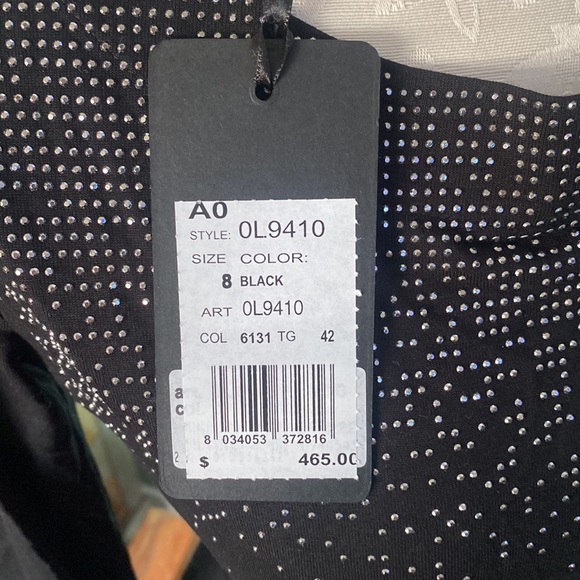 A0
STYLE: 0L9410
SIZE COLOR:
8 BLACK
ART 0L9410
COL 6131 TG 42
8 034053 372816
$ 465.00